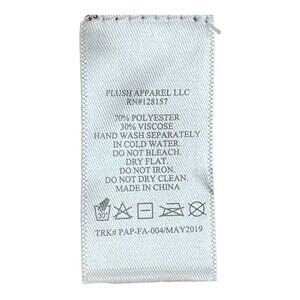 PLUSH APPAREL LLC
RN#128157
70% POLYESTER
30% VISCOSE
HAND WASH SEPARATELY
IN COLD WATER.
DO NOT BLEACH.
DRY FLAT.
DO NOT IRON.
DO NOT DRY CLEAN.
MADE IN CHINA
30°
TRK# PAP-FA-004/MAY2019